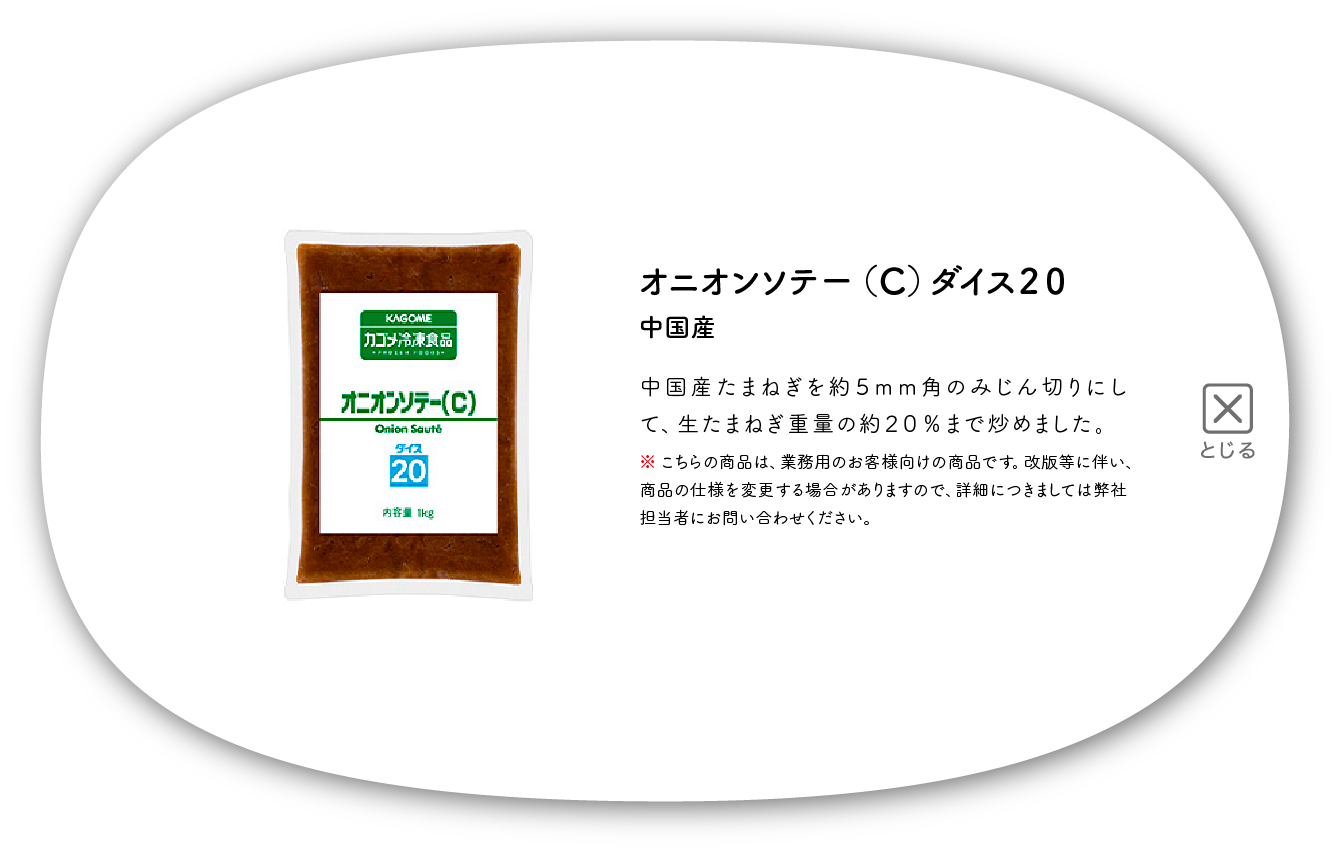 KAGOME
カゴメ冷凍食品
FROZEN FOODS
オニオンソテー(C)
Onion Sauté
ダイス
20
内容量 1kg
オニオンソテー（C）ダイス２０
中国産
中国産たまねぎを約５ｍｍ角のみじん切りにし
て、生たまねぎ重量の約２０％まで炒めました。
※ こちらの商品は、業務用のお客様向けの商品です。改版等に伴い、
商品の仕様を変更する場合がありますので、詳細につきましては弊社
担当者にお問い合わせください。
とじる